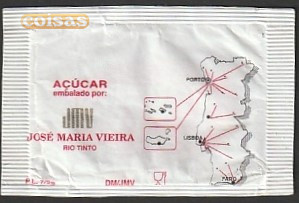 coisas
AÇÚCAR
embalado por:
JMV
JOSÉ MARIA VIEIRA
RIO TINTO
DM/JMV
PORTO
LISBOA
FARO